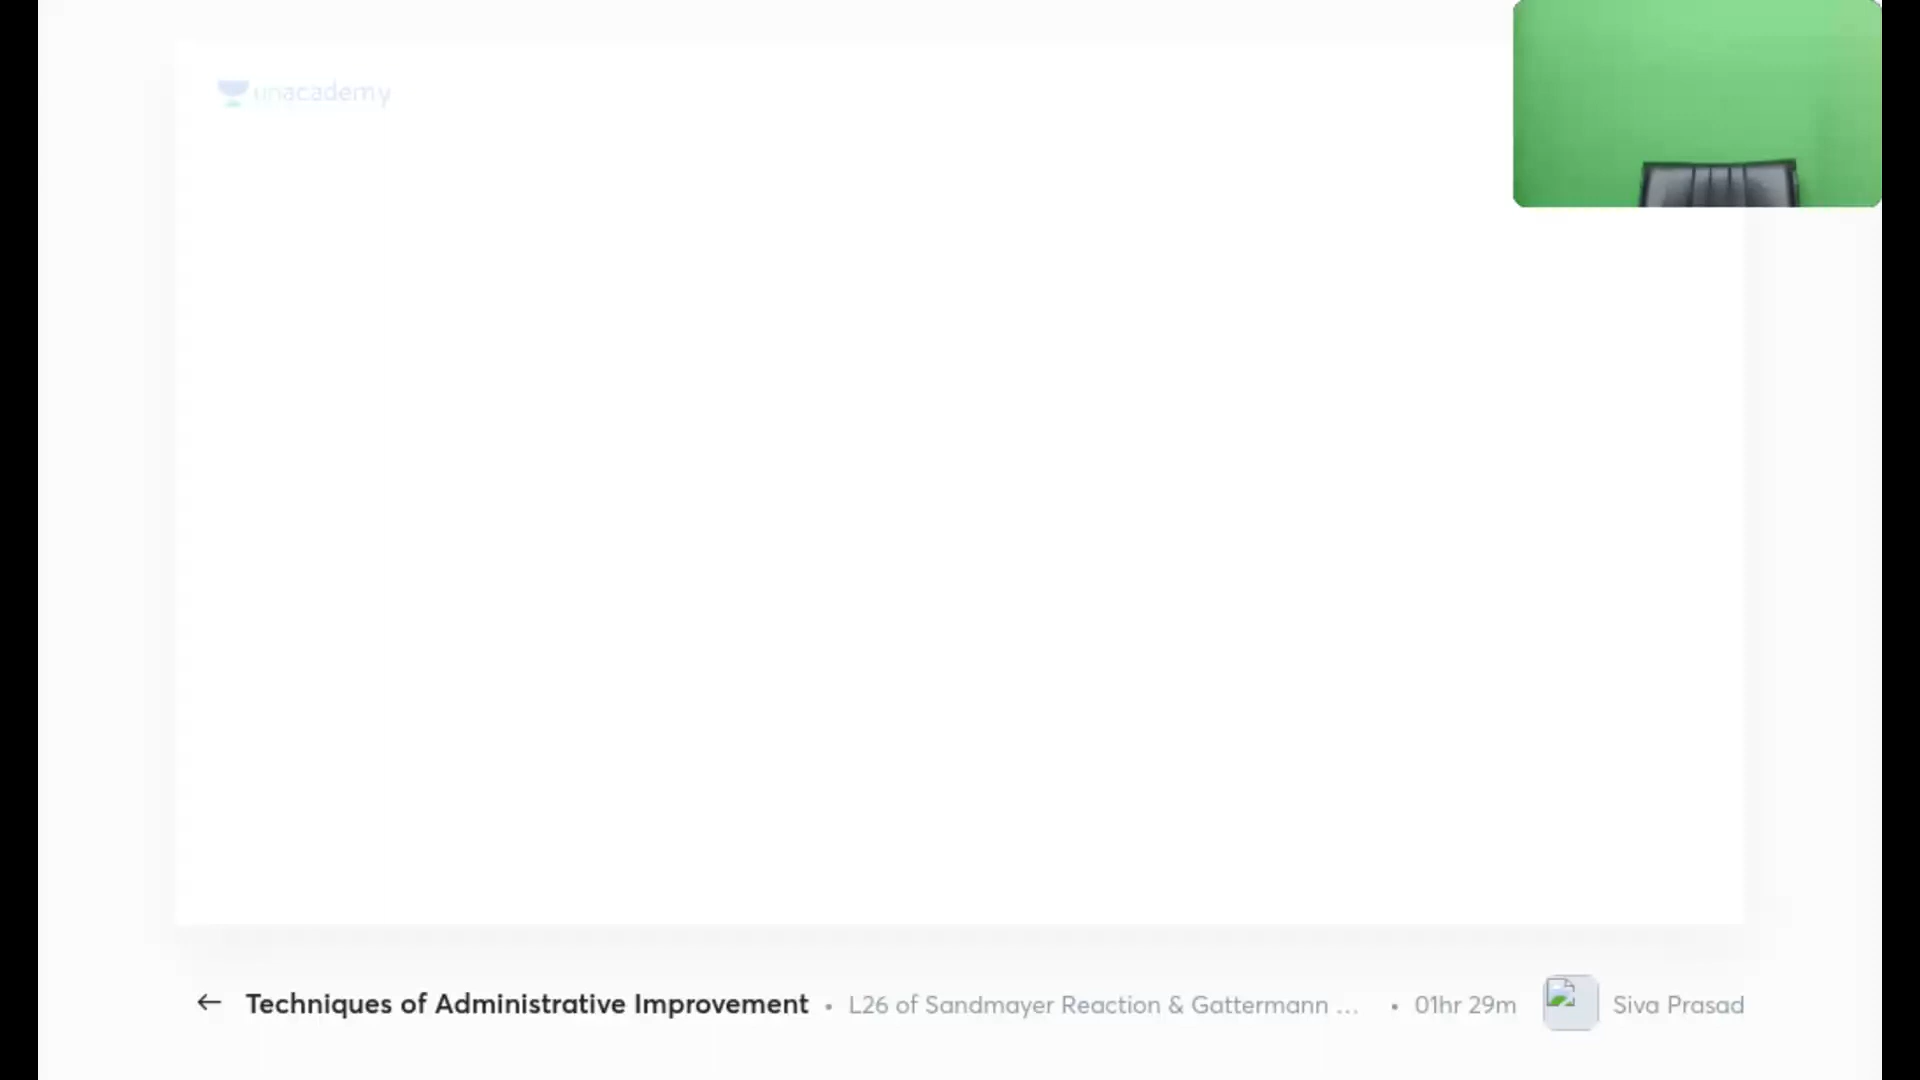 unacademy
← Techniques of Administrative Improvement • L26 of Sandmayer Reaction & Gattermann ... • 01hr 29m Siva Prasad